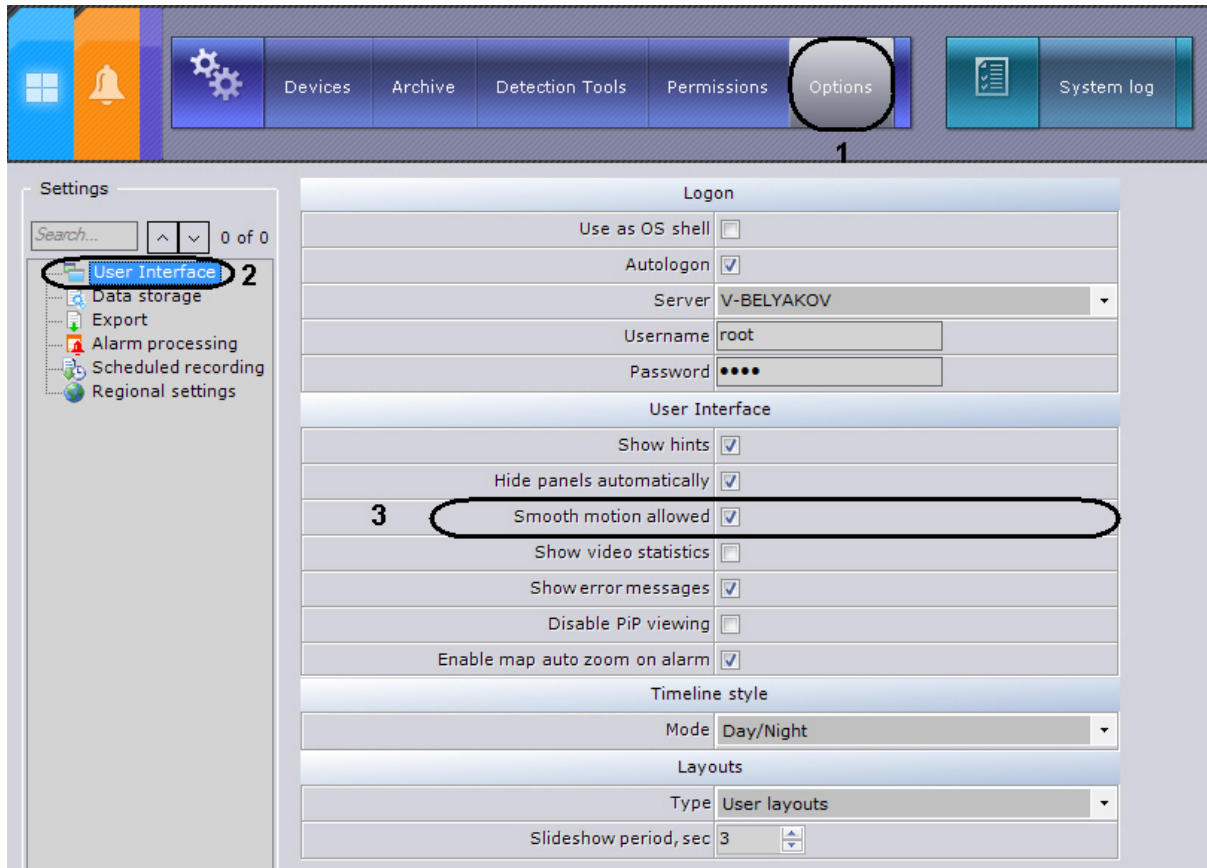 Devices Archive Detection Tools Permissions Options System log
1
Settings
Search... 0 of 0
User Interface 2
Data storage
Export
Alarm processing
Scheduled recording
Regional settings
Logon
Use as OS shell
Autologon
Server V-BELYAKOV
Username root
Password ••••
User Interface
Show hints
Hide panels automatically
3 Smooth motion allowed
Show video statistics
Show error messages
Disable PiP viewing
Enable map auto zoom on alarm
Timeline style
Mode Day/Night
Layouts
Type User layouts
Slideshow period, sec 3